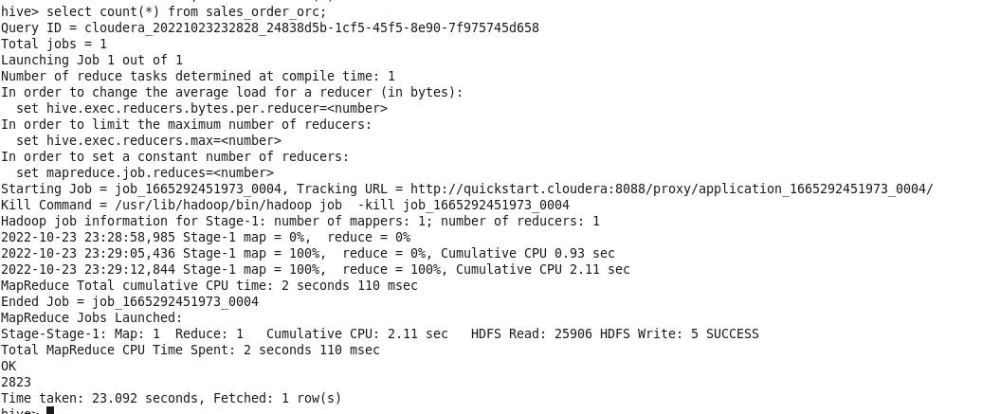 hive> select count(*) from sales_order_orc;
Query ID = cloudera_20221023232828_24838d5b-1cf5-45f5-8e90-7f975745d658
Total jobs = 1
Launching Job 1 out of 1
Number of reduce tasks determined at compile time: 1
In order to change the average load for a reducer (in bytes):
  set hive.exec.reducers.bytes.per.reducer=<number>
In order to limit the maximum number of reducers:
  set hive.exec.reducers.max=<number>
In order to set a constant number of reducers:
  set mapreduce.job.reduces=<number>
Starting Job = job_1665292451973_0004, Tracking URL = http://quickstart.cloudera:8088/proxy/application_1665292451973_0004/
Kill Command = /usr/lib/hadoop/bin/hadoop job  -kill job_1665292451973_0004
Hadoop job information for Stage-1: number of mappers: 1; number of reducers: 1
2022-10-23 23:28:58,985 Stage-1 map = 0%,  reduce = 0%
2022-10-23 23:29:05,436 Stage-1 map = 100%,  reduce = 0%, Cumulative CPU 0.93 sec
2022-10-23 23:29:12,844 Stage-1 map = 100%,  reduce = 100%, Cumulative CPU 2.11 sec
MapReduce Total cumulative CPU time: 2 seconds 110 msec
Ended Job = job_1665292451973_0004
MapReduce Jobs Launched:
Stage-Stage-1: Map: 1  Reduce: 1   Cumulative CPU: 2.11 sec   HDFS Read: 25906 HDFS Write: 5 SUCCESS
Total MapReduce CPU Time Spent: 2 seconds 110 msec
OK
2823
Time taken: 23.092 seconds, Fetched: 1 row(s)
hive>